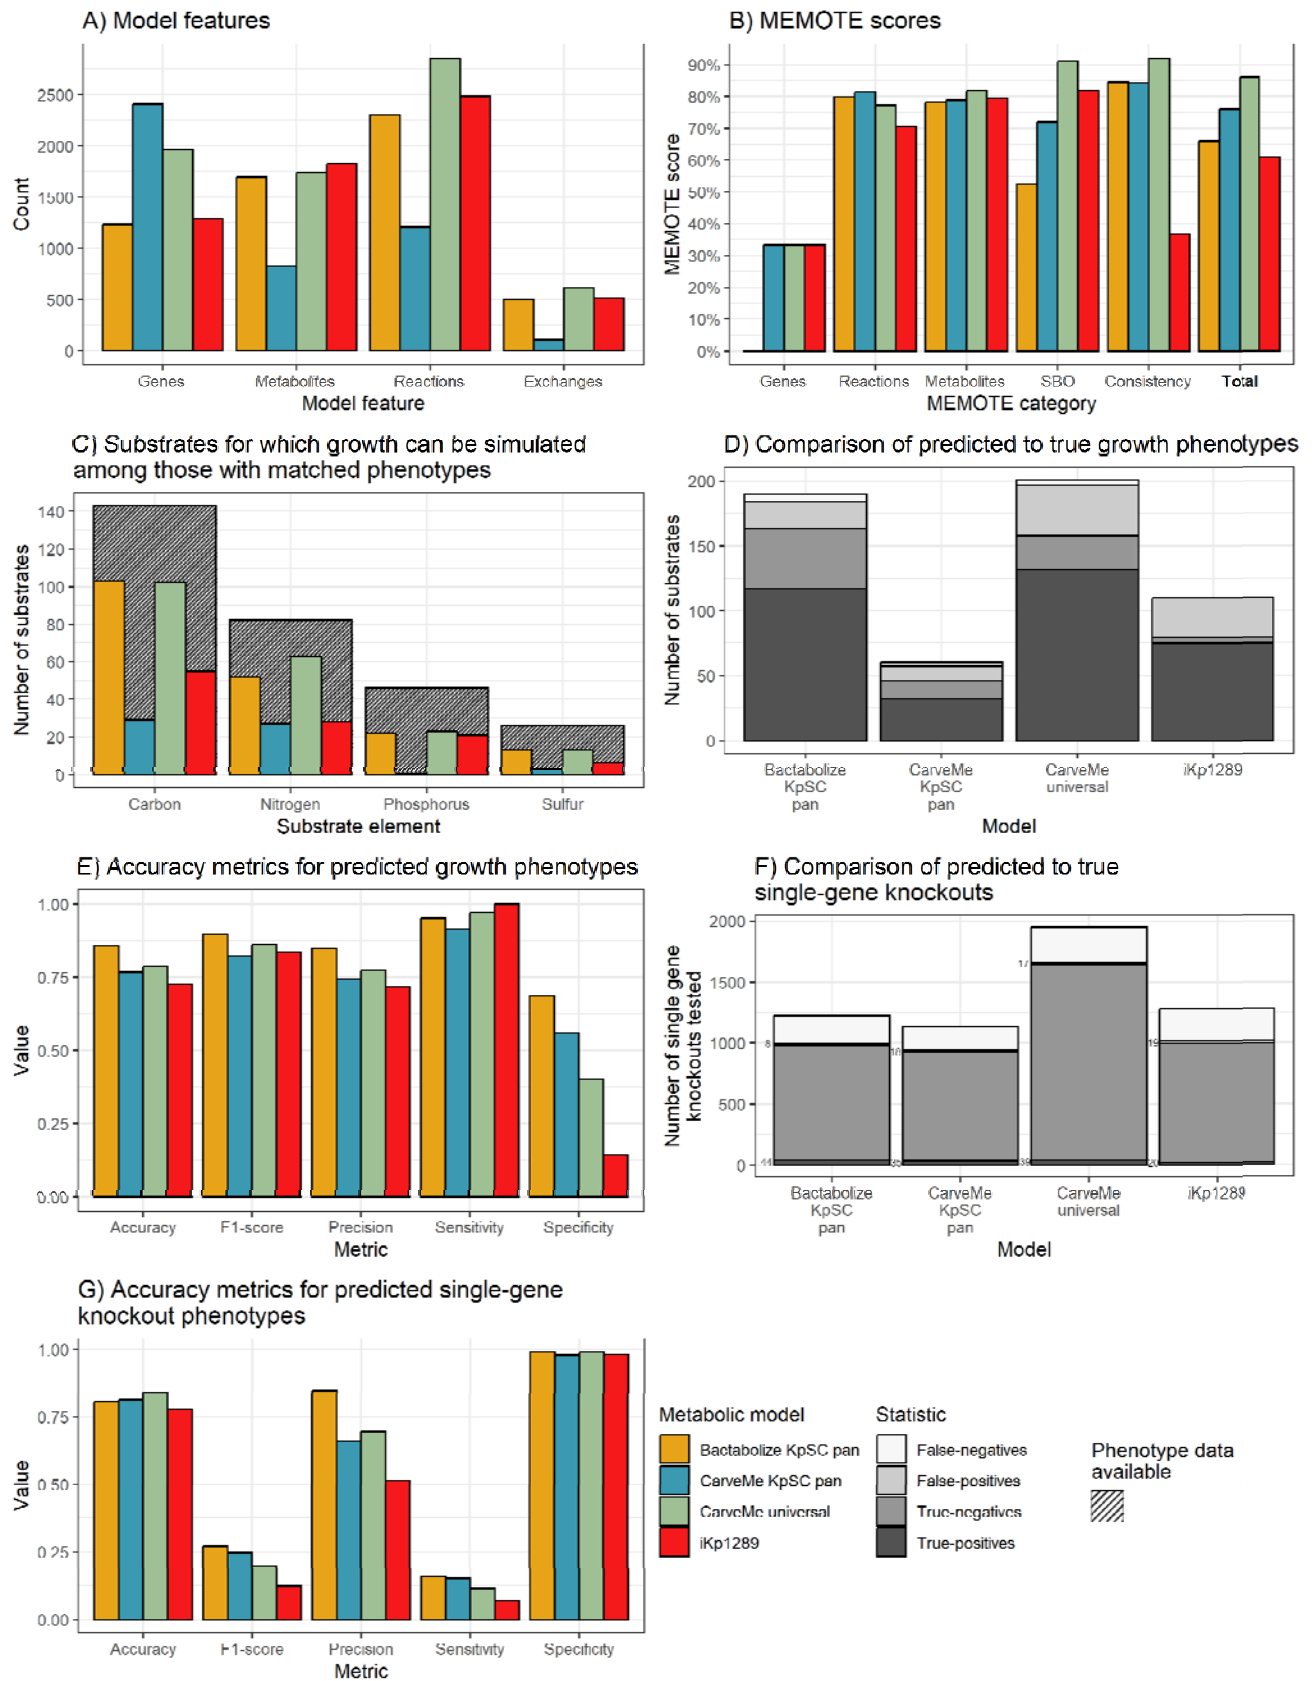 A) Model features
Count
2500
2000
1500
1000
500
0
Genes Metabolites Reactions Exchanges
Model feature
B) MEMOTE scores
MEMOTE score
90%
80%
70%
60%
50%
40%
30%
20%
10%
0%
Genes Reactions Metabolites SBO Consistency Total
MEMOTE category
C) Substrates for which growth can be simulated
among those with matched phenotypes
Number of substrates
140
120
100
80
60
40
20
0
Carbon Nitrogen Phosphorus Sulfur
Substrate element
D) Comparison of predicted to true growth phenotypes
Number of substrates
200
150
100
50
0
Bactabolize CarveMe CarveMe iKp1289
KpSC KpSC universal
pan pan
Model
E) Accuracy metrics for predicted growth phenotypes
Value
1.00
0.75
0.50
0.25
0.00
Accuracy F1-score Precision Sensitivity Specificity
Metric
F) Comparison of predicted to true
single-gene knockouts
Number of single gene
knockouts tested
2000
1500
1000
500
0
8
44
18
35
17
39
19
20
Bactabolize CarveMe CarveMe iKp1289
KpSC KpSC universal
pan pan
Model
G) Accuracy metrics for predicted single-gene
knockout phenotypes
Value
1.00
0.75
0.50
0.25
0.00
Accuracy F1-score Precision Sensitivity Specificity
Metric
Metabolic model
Bactabolize KpSC pan
CarveMe KpSC pan
CarveMe universal
iKp1289
Statistic
False-negatives
False-positives
True-negatives
True-positives
Phenotype data
available